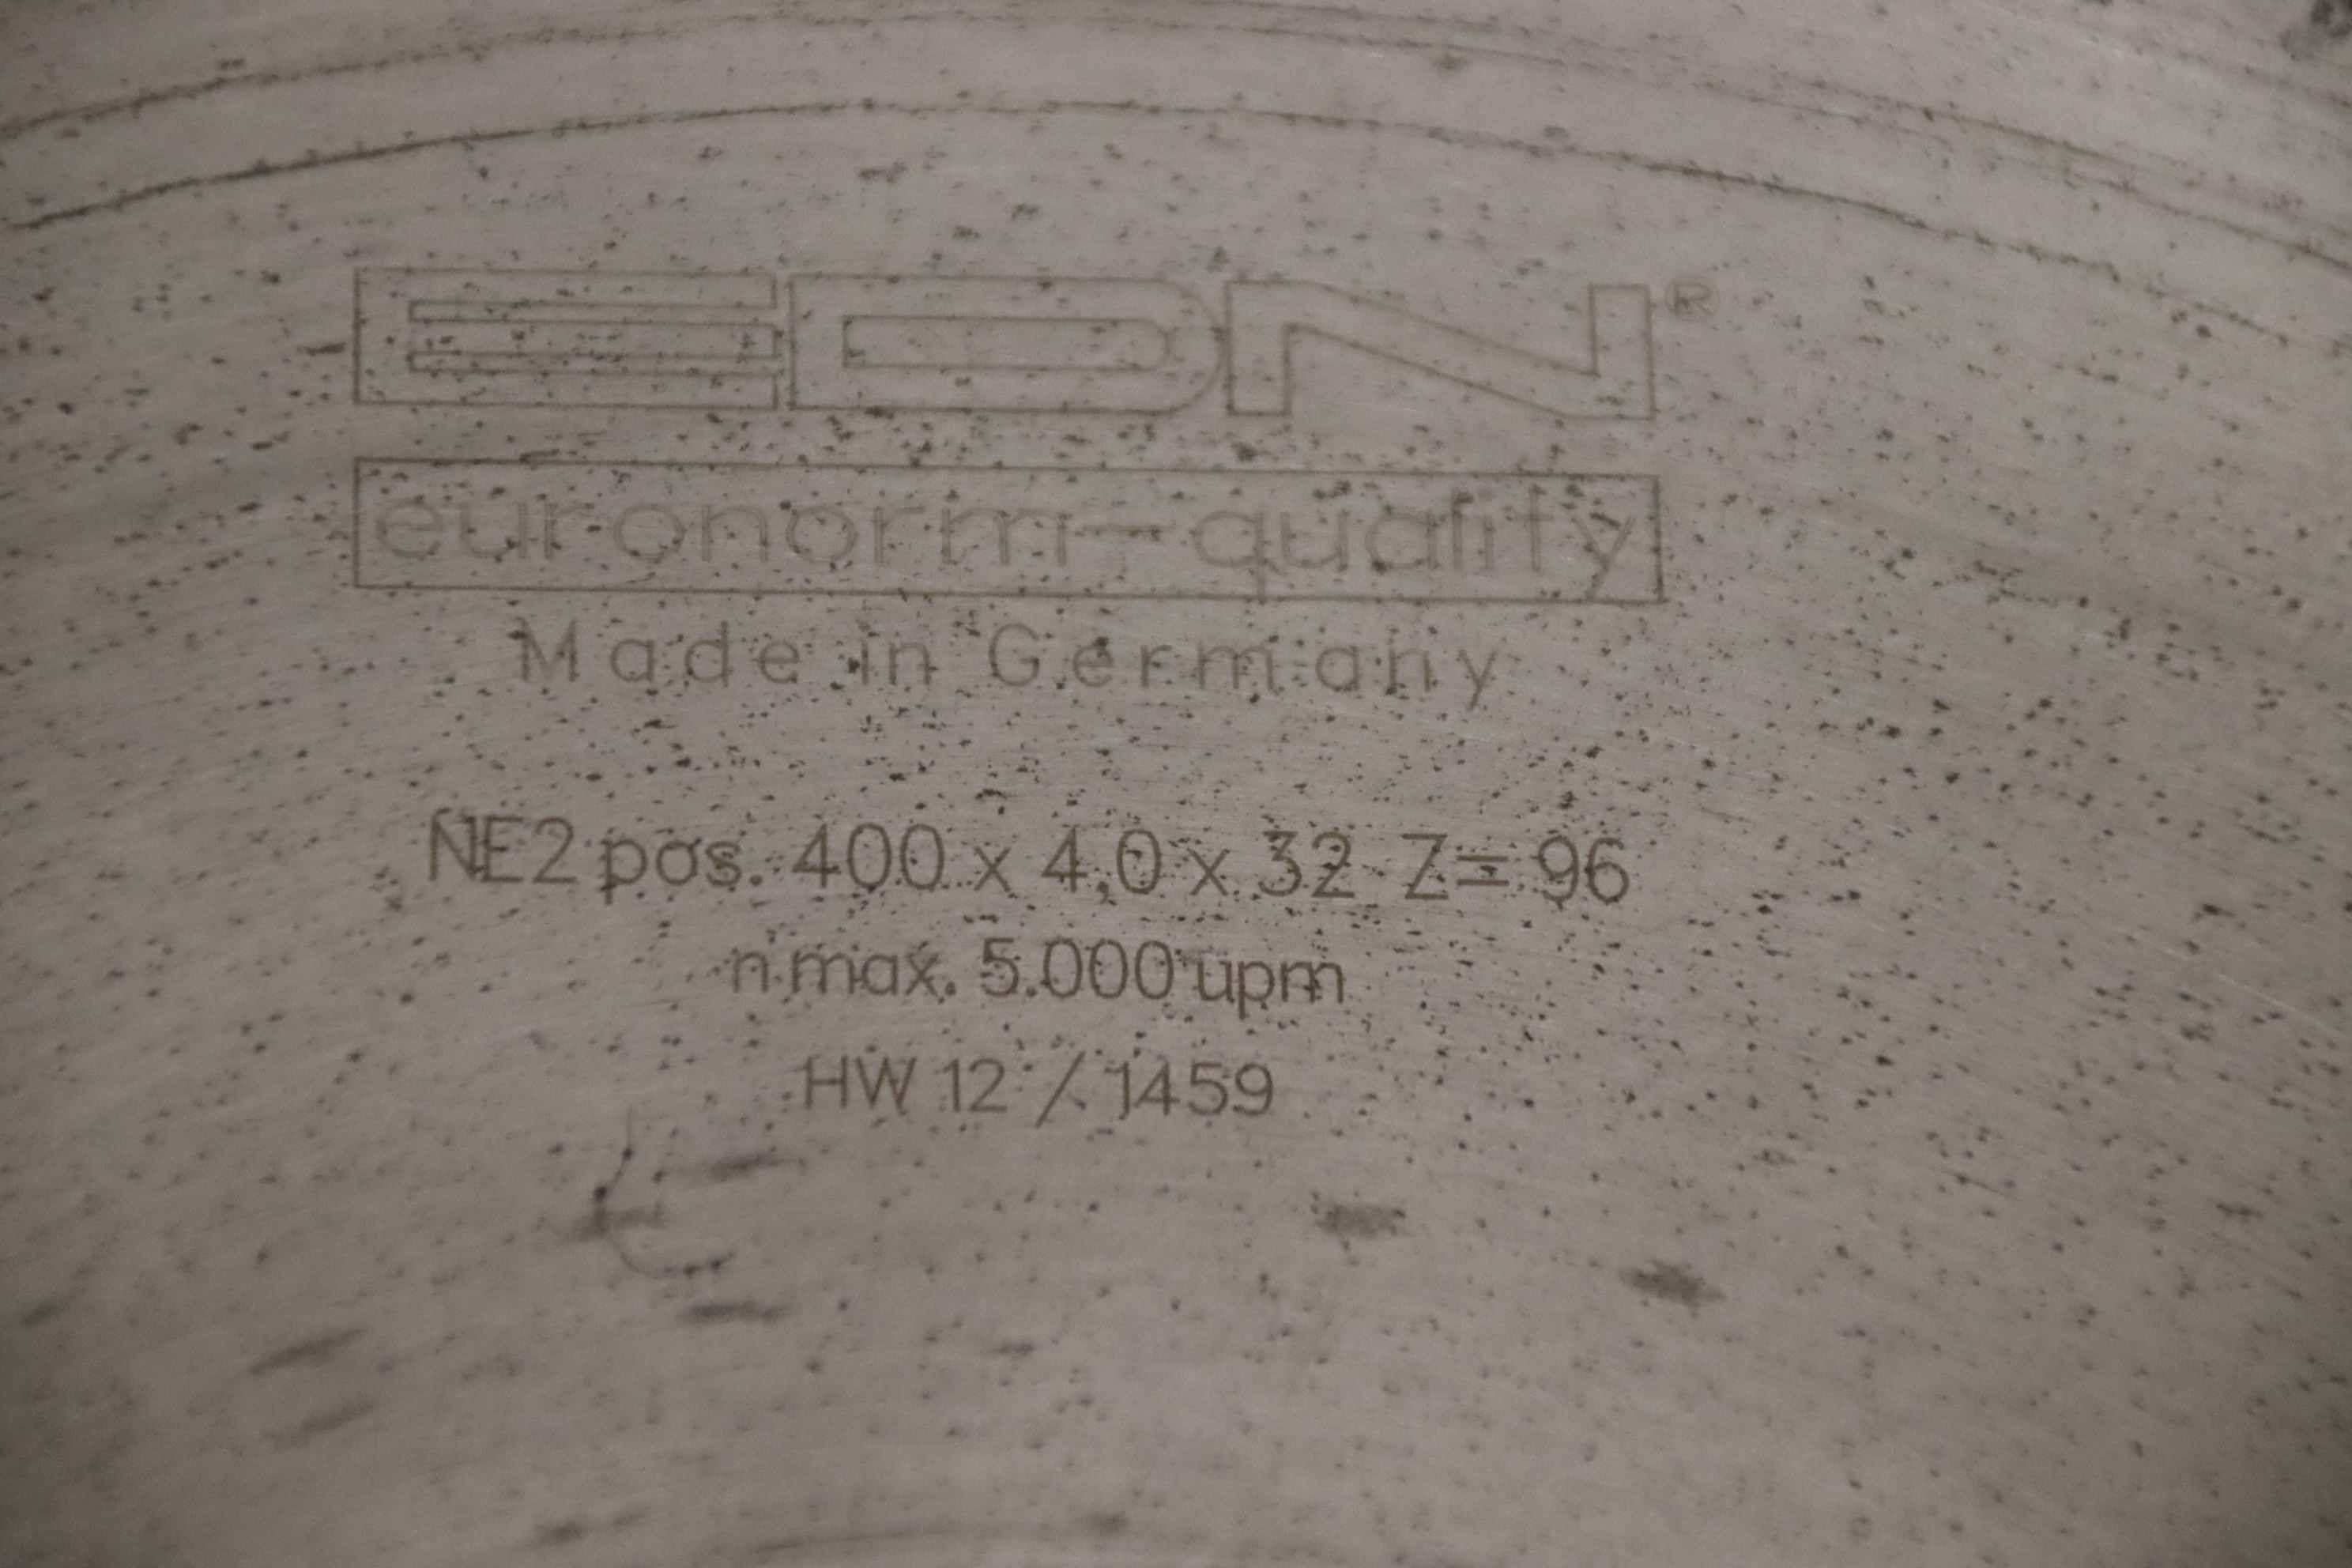 EDN®
euronorm-quality
Made in Germany
NE2 pos. 400 x 4,0 x 32 Z= 96
n max. 5.000 upm
HW 12 / 1459